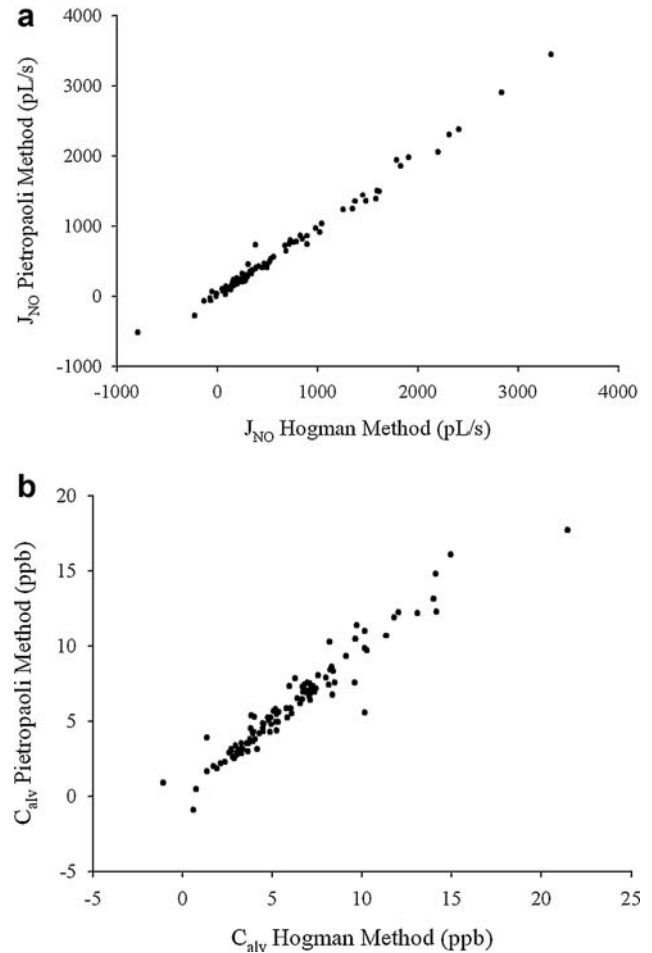 a
4000
3000
2000
1000
0
-1000
J_NO Pietropaoli Method (pL/s)
-1000 0 1000 2000 3000 4000
J_NO Hogman Method (pL/s)
b
20
15
10
5
0
-5
C_alv Pietropaoli Method (ppb)
-5 0 5 10 15 20 25
C_alv Hogman Method (ppb)